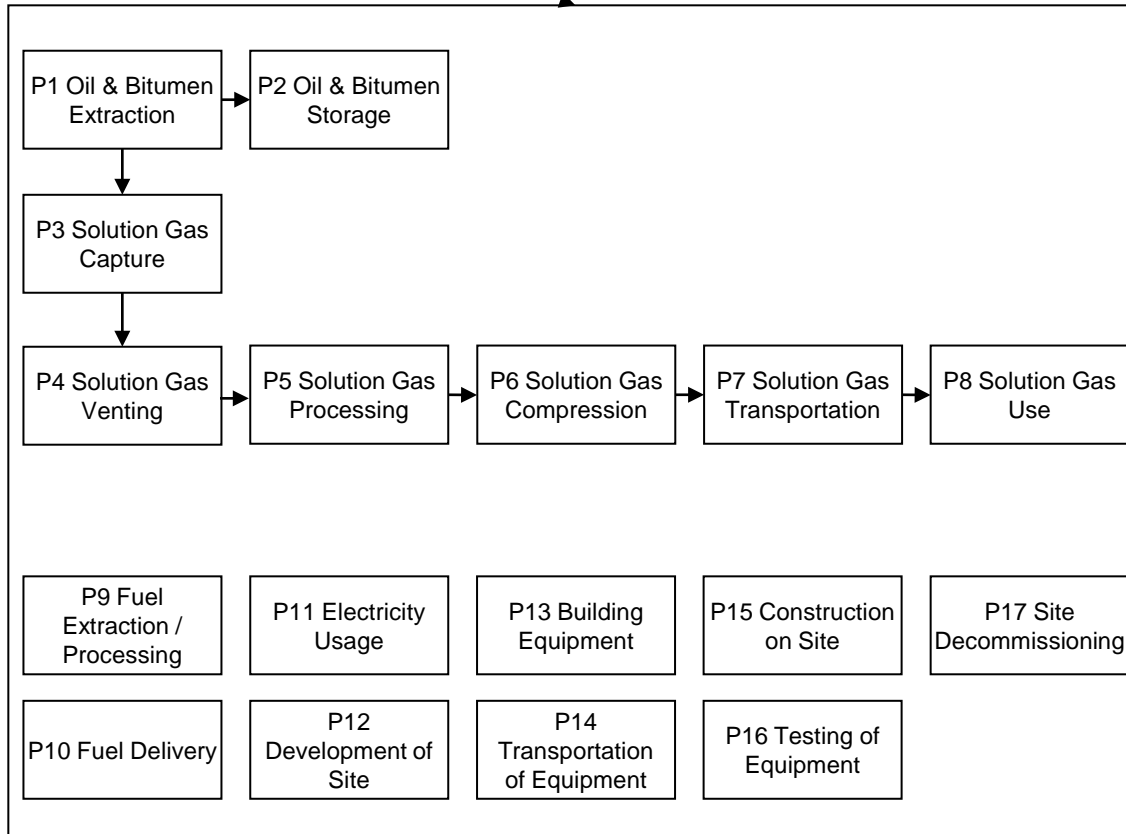 P1 Oil & Bitumen
Extraction
P2 Oil & Bitumen
Storage
P3 Solution Gas
Capture
P4 Solution Gas
Venting
P5 Solution Gas
Processing
P6 Solution Gas
Compression
P7 Solution Gas
Transportation
P8 Solution Gas
Use
P9 Fuel
Extraction /
Processing
P11 Electricity
Usage
P13 Building
Equipment
P15 Construction
on Site
P17 Site
Decommissioning
P10 Fuel Delivery
P12
Development of
Site
P14
Transportation
of Equipment
P16 Testing of
Equipment